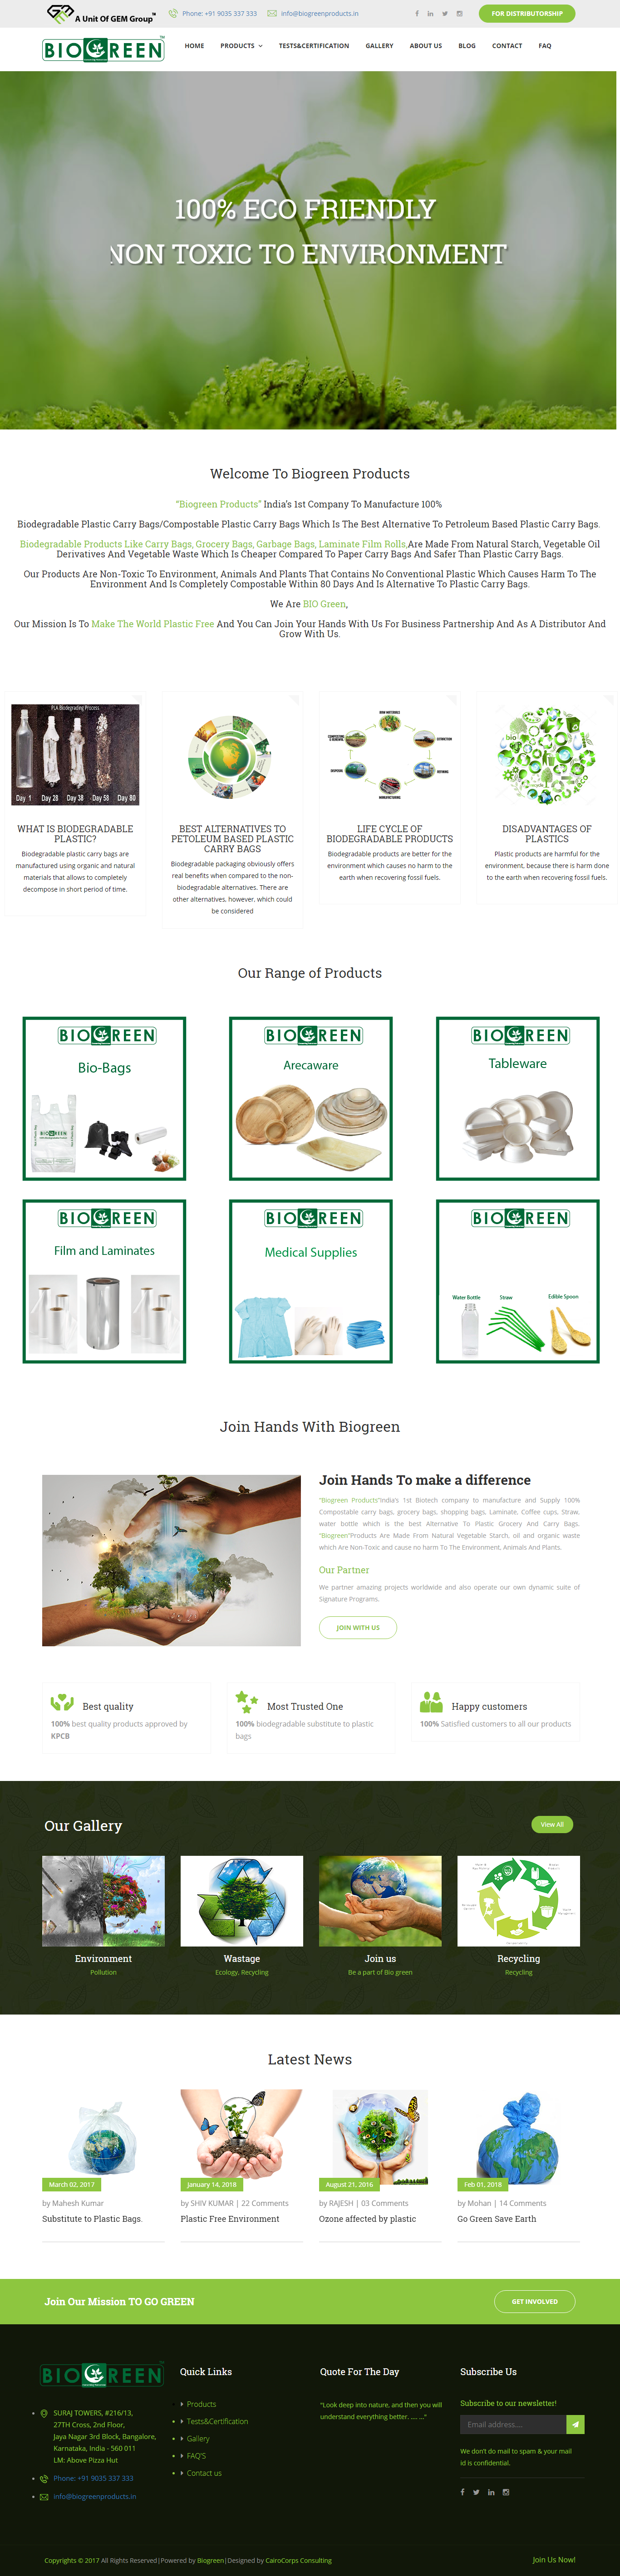 A Unit Of GEM Group
Phone: +91 9035 337 333
info@biogreenproducts.in
FOR DISTRIBUTORSHIP
BIOGREEN
HOME
PRODUCTS
TESTS&CERTIFICATION
GALLERY
ABOUT US
BLOG
CONTACT
FAQ
100% ECO FRIENDLY
NON TOXIC TO ENVIRONMENT
Welcome To Biogreen Products
"Biogreen Products" India's 1st Company To Manufacture 100%
Biodegradable Plastic Carry Bags/Compostable Plastic Carry Bags Which Is The Best Alternative To Petroleum Based Plastic Carry Bags.
Biodegradable Products Like Carry Bags, Grocery Bags, Garbage Bags, Laminate Film Rolls,Are Made From Natural Starch, Vegetable Oil
Derivatives And Vegetable Waste Which Is Cheaper Compared To Paper Carry Bags And Safer Than Plastic Carry Bags.
Our Products Are Non-Toxic To Environment, Animals And Plants That Contains No Conventional Plastic Which Causes Harm To The
Environment And Is Completely Compostable Within 80 Days And Is Alternative To Plastic Carry Bags.
We Are BIO Green,
Our Mission Is To Make The World Plastic Free And You Can Join Your Hands With Us For Business Partnership And As A Distributor And
Grow With Us.
PLA Biodegrading Process
Day 1 Day 28 Day 38 Day 58 Day 80
WHAT IS BIODEGRADABLE
PLASTIC?
Biodegradable plastic carry bags are
manufactured using organic and natural
materials that allows to completely
decompose in short period of time.
BEST ALTERNATIVES TO
PETOLEUM BASED PLASTIC
CARRY BAGS
Biodegradable packaging obviously offers
real benefits when compared to the non-
biodegradable alternatives. There are
other alternatives, however, which could
be considered
RAW MATERIALS
EXTRACTION
MANUFACTURING
DISPOSAL
LIFE CYCLE OF
BIODEGRADABLE PRODUCTS
Biodegradable products are better for the
environment which causes no harm to the
earth when recovering fossil fuels.
bio
eco
recycle
DISADVANTAGES OF
PLASTICS
Plastic products are harmful for the
environment, because there is harm done
to the earth when recovering fossil fuels.
Our Range of Products
BIOGREEN
Bio-Bags
BIOGREEN
BIOGREEN
Arecaware
BIOGREEN
Tableware
BIOGREEN
Film and Laminates
BIOGREEN
Medical Supplies
BIOGREEN
Water Bottle
Straw
Edible Spoon
Join Hands With Biogreen
Join Hands To make a difference
"Biogreen Products"India's 1st Biotech company to manufacture and Supply 100%
Compostable carry bags, grocery bags, shopping bags, Laminate, Coffee cups, Straw,
water bottle which is the best Alternative To Plastic Grocery And Carry Bags.
"Biogreen"Products Are Made From Natural Vegetable Starch, oil and organic waste
which Are Non-Toxic and cause no harm To The Environment, Animals And Plants.
Our Partner
We partner amazing projects worldwide and also operate our own dynamic suite of
Signature Programs.
JOIN WITH US
Best quality
100% best quality products approved by
KPCB
Most Trusted One
100% biodegradable substitute to plastic
bags
Happy customers
100% Satisfied customers to all our products
Our Gallery
View All
Environment
Pollution
Wastage
Ecology, Recycling
Join us
Be a part of Bio green
Recycling
Recycling
Latest News
March 02, 2017
by Mahesh Kumar
Substitute to Plastic Bags.
January 14, 2018
by SHIV KUMAR | 22 Comments
Plastic Free Environment
August 21, 2016
by RAJESH | 03 Comments
Ozone affected by plastic
Feb 01, 2018
by Mohan | 14 Comments
Go Green Save Earth
Join Our Mission TO GO GREEN
GET INVOLVED
BIOGREEN
SURAJ TOWERS, #216/13,
27TH Cross, 2nd Floor,
Jaya Nagar 3rd Block, Bangalore,
Karnataka, India - 560 011
LM: Above Pizza Hut
Phone: +91 9035 337 333
info@biogreenproducts.in
Quick Links
Products
Tests&Certification
Gallery
FAQ'S
Contact us
Quote For The Day
"Look deep into nature, and then you will
understand everything better. .... ..."
Subscribe Us
Subscribe to our newsletter!
Email address....
We don't do mail to spam & your mail
id is confidential.
Copyrights © 2017 All Rights Reserved|Powered by Biogreen|Designed by CairoCorps Consulting
Join Us Now!